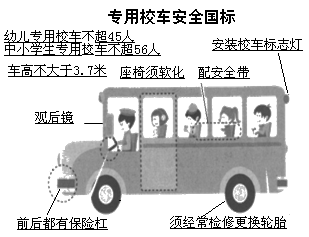 专用校车安全国标
幼儿专用校车不超45人
中小学生专用校车不超56人
安装校车标志灯
车高不大于3.7米
座椅须软化
配安全带
观后镜
前后都有保险杠
须经常检修更换轮胎